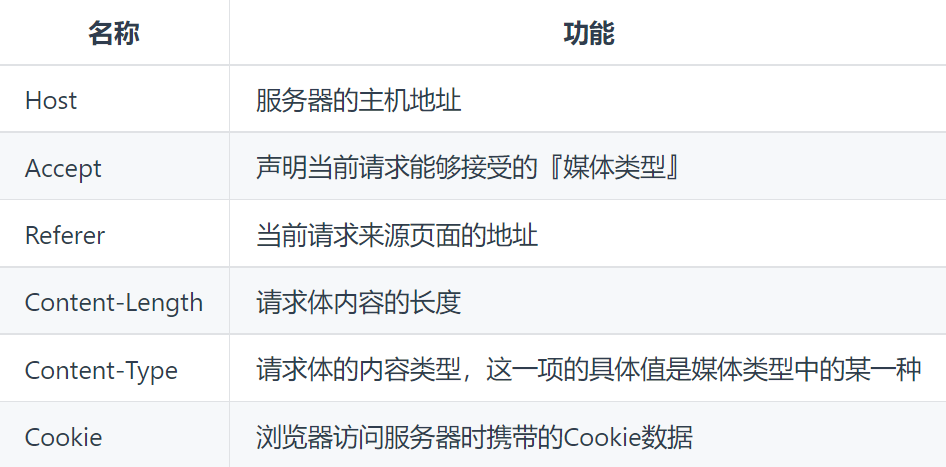 名称 功能
Host 服务器的主机地址
Accept 声明当前请求能够接受的『媒体类型』
Referer 当前请求来源页面的地址
Content-Length 请求体内容的长度
Content-Type 请求体的内容类型，这一项的具体值是媒体类型中的某一种
Cookie 浏览器访问服务器时携带的Cookie数据